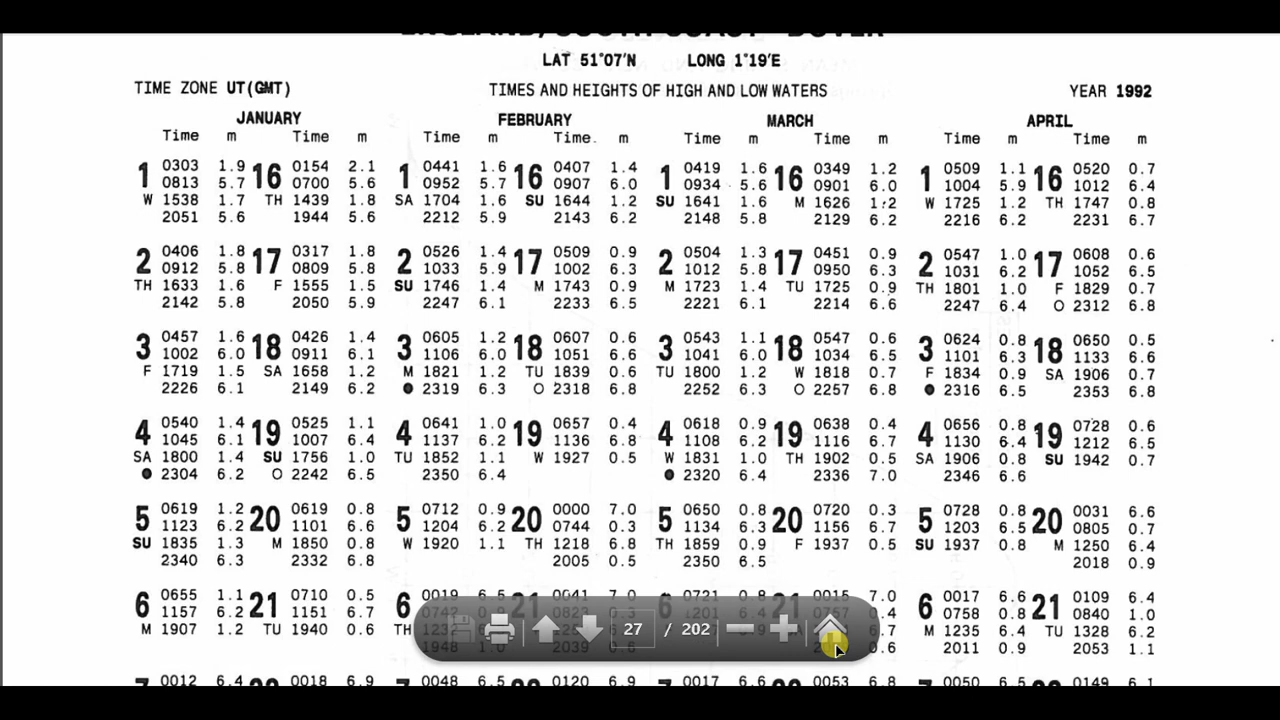 ENGLAND, SOUTH COAST - DOVER
LAT 51°07'N LONG 1°19'E
TIME ZONE UT(GMT) TIMES AND HEIGHTS OF HIGH AND LOW WATERS YEAR 1992
JANUARY FEBRUARY MARCH APRIL
Time m Time m Time m Time m Time m Time m Time m Time m
1 0303 1.9 16 0154 2.1 1 0441 1.6 16 0407 1.4 1 0419 1.6 16 0349 1.2 1 0509 1.1 16 0520 0.7
0813 5.7 0700 5.6 0952 5.7 0907 6.0 0934 5.6 0901 6.0 1004 5.9 1012 6.4
W 1538 1.7 TH 1439 1.8 SA 1704 1.6 SU 1644 1.2 SU 1641 1.6 M 1626 1.2 W 1725 1.2 TH 1747 0.8
2051 5.6 1944 5.6 2212 5.9 2143 6.2 2148 5.8 2129 6.2 2216 6.2 2231 6.7
2 0406 1.8 17 0317 1.8 2 0526 1.4 17 0509 0.9 2 0504 1.3 17 0451 0.9 2 0547 1.0 17 0608 0.6
0912 5.8 0809 5.8 1033 5.9 1002 6.3 1012 5.8 0950 6.3 1031 6.2 1052 6.5
TH 1633 1.6 F 1555 1.5 SU 1746 1.4 M 1743 0.9 M 1723 1.4 TU 1725 0.9 TH 1801 1.0 F 1829 0.7
2142 5.8 2050 5.9 2247 6.1 2233 6.5 2221 6.1 2214 6.6 2247 6.4 2312 6.8
3 0457 1.6 18 0426 1.4 3 0605 1.2 18 0607 0.6 3 0543 1.1 18 0547 0.6 3 0624 0.8 18 0650 0.5
1002 6.0 0911 6.1 1106 6.0 1051 6.6 1041 6.0 1034 6.5 1101 6.3 1133 6.6
F 1719 1.5 SA 1658 1.2 M 1821 1.2 TU 1839 0.6 TU 1800 1.2 W 1818 0.7 F 1834 0.9 SA 1906 0.7
2226 6.1 2149 6.2 2319 6.3 2318 6.8 2252 6.3 2257 6.8 2316 6.5 2353 6.8
4 0540 1.4 19 0525 1.1 4 0641 1.0 19 0657 0.4 4 0618 0.9 19 0638 0.4 4 0656 0.8 19 0728 0.6
1045 6.1 1007 6.4 1137 6.2 1136 6.8 1108 6.2 1116 6.7 1130 6.4 1212 6.5
SA 1800 1.4 SU 1756 1.0 TU 1852 1.1 W 1927 0.5 W 1831 1.0 TH 1902 0.5 SA 1906 0.8 SU 1942 0.7
2304 6.2 2242 6.5 2350 6.4 2320 6.4 2336 7.0 2346 6.6
5 0619 1.2 20 0619 0.8 5 0712 0.9 20 0000 7.0 5 0650 0.8 20 0720 0.3 5 0728 0.8 20 0031 6.6
1123 6.2 1101 6.6 1204 6.2 0744 0.3 1134 6.3 1156 6.7 1203 6.5 0805 0.7
SU 1835 1.3 M 1850 0.8 W 1920 1.1 TH 1218 6.8 TH 1859 0.9 F 1937 0.5 SU 1937 0.8 M 1250 6.4
2340 6.3 2332 6.8 2005 0.5 2350 6.5 2018 0.9
6 0655 1.1 21 0710 0.5 6 0019 6.5 21 0041 7.0 6 0721 0.8 21 0015 7.0 6 0017 6.6 21 0109 6.4
1157 6.2 1151 6.7 0742 0823 1201 6.4 0757 0.4 0758 0.8 0840 1.0
M 1907 1.2 TU 1940 0.6 TH 6.7 M 1235 6.4 TU 1328 6.2
1948 1.0 2039 0.6 0.6 2011 0.9 2053 1.1
0012 6.4 0018 6.9 0048 6.5 0120 6.9 0017 6.6 0053 6.8 0050 6.5 0149 6.1
27 / 202